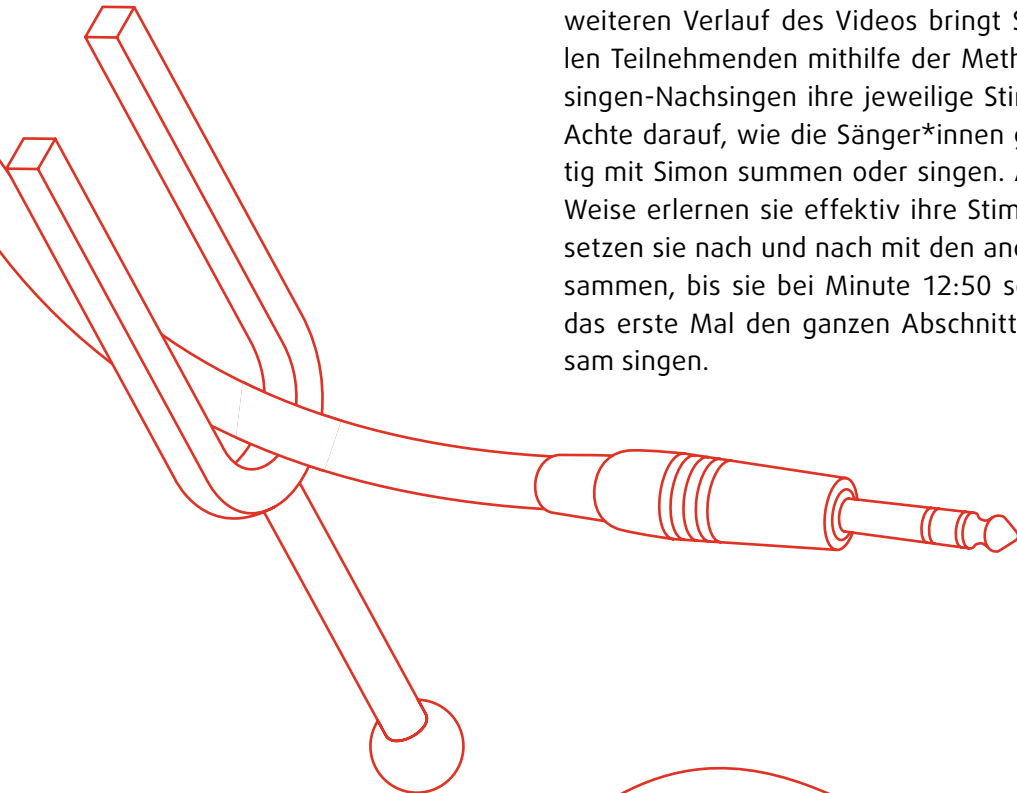 weiteren Verlauf des Videos bringt S
len Teilnehmenden mithilfe der Meth
singen-Nachsingen ihre jeweilige Sti
Achte darauf, wie die Sänger*innen g
tig mit Simon summen oder singen. A
Weise erlernen sie effektiv ihre Stim
setzen sie nach und nach mit den and
sammen, bis sie bei Minute 12:50 s
das erste Mal den ganzen Abschnitt
sam singen.